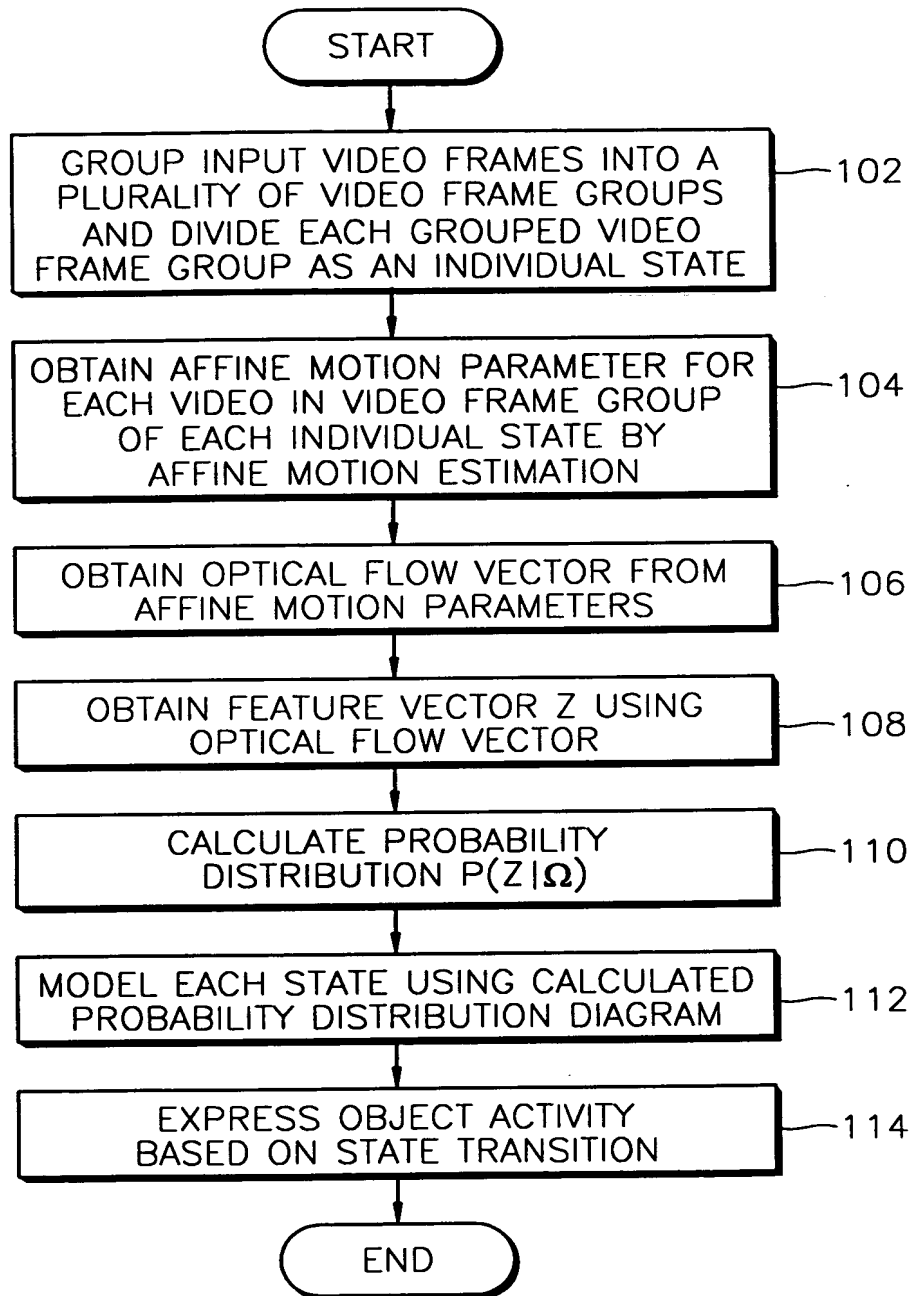 START
GROUP INPUT VIDEO FRAMES INTO A
PLURALITY OF VIDEO FRAME GROUPS
AND DIVIDE EACH GROUPED VIDEO
FRAME GROUP AS AN INDIVIDUAL STATE
102
OBTAIN AFFINE MOTION PARAMETER FOR
EACH VIDEO IN VIDEO FRAME GROUP
OF EACH INDIVIDUAL STATE BY
AFFINE MOTION ESTIMATION
104
OBTAIN OPTICAL FLOW VECTOR FROM
AFFINE MOTION PARAMETERS
106
OBTAIN FEATURE VECTOR Z USING
OPTICAL FLOW VECTOR
108
CALCULATE PROBABILITY
DISTRIBUTION P(Z|Ω)
110
MODEL EACH STATE USING CALCULATED
PROBABILITY DISTRIBUTION DIAGRAM
112
EXPRESS OBJECT ACTIVITY
BASED ON STATE TRANSITION
114
END